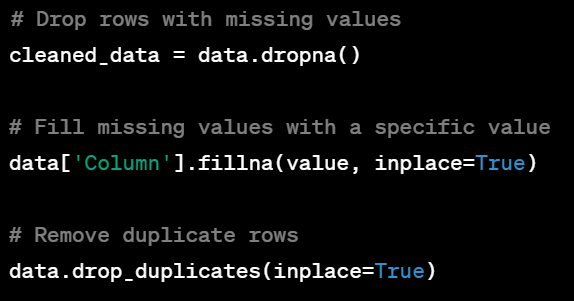 # Drop rows with missing values
cleaned_data = data.dropna()
# Fill missing values with a specific value
data['Column'].fillna(value, inplace=True)
# Remove duplicate rows
data.drop_duplicates(inplace=True)